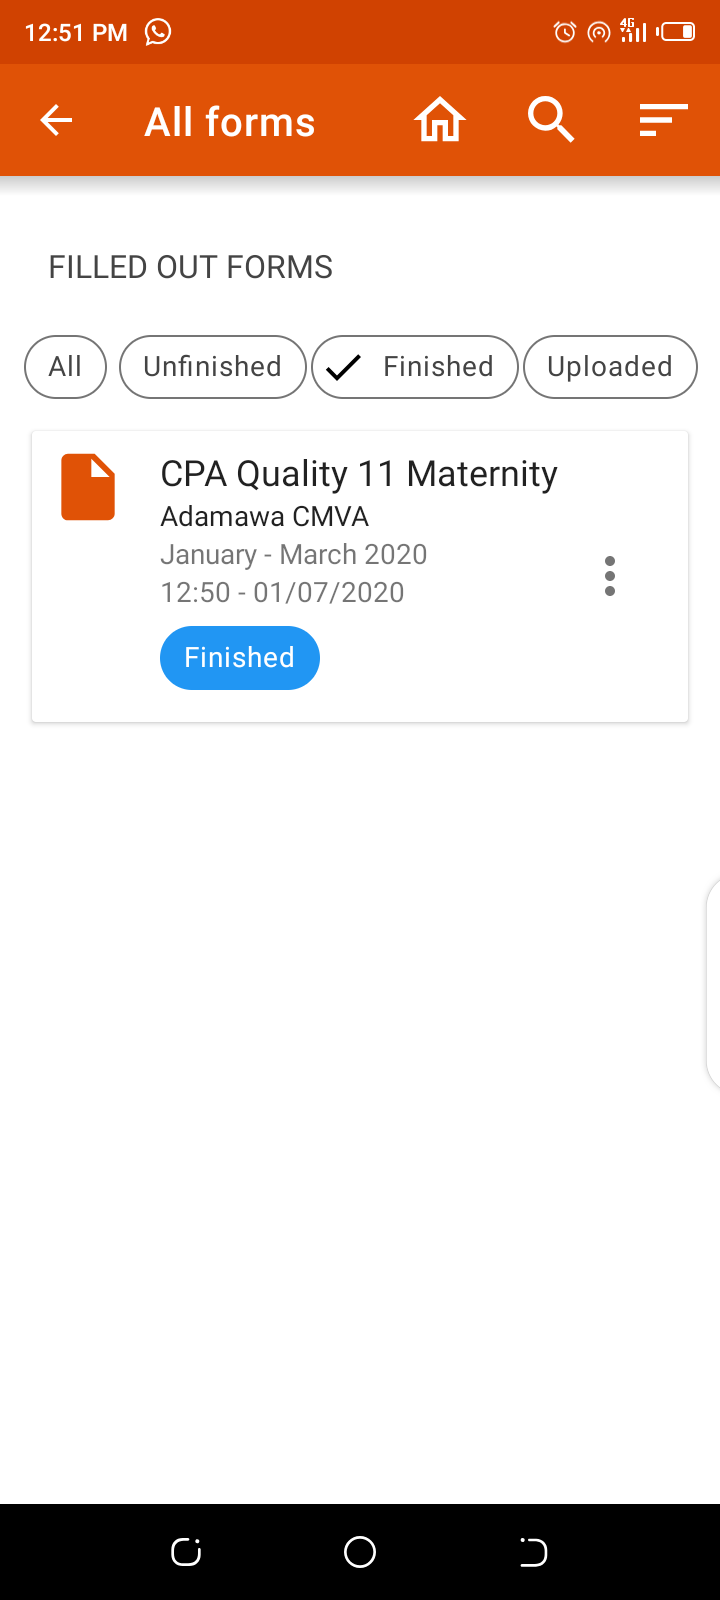 12:51 PM
4G
All forms
FILLED OUT FORMS
All
Unfinished
Finished
Uploaded
CPA Quality 11 Maternity
Adamawa CMVA
January - March 2020
12:50 - 01/07/2020
Finished